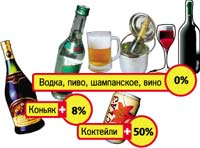 Водка, пиво, шампанское, вино 0%
Коньяк + 8%
Коктейли + 50%